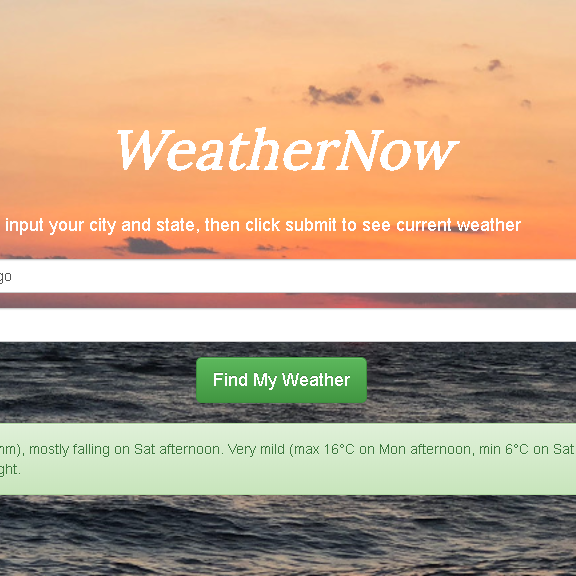 WeatherNow
input your city and state, then click submit to see current weather
go
Find My Weather
mm), mostly falling on Sat afternoon. Very mild (max 16°C on Mon afternoon, min 6°C on Sat
ght.